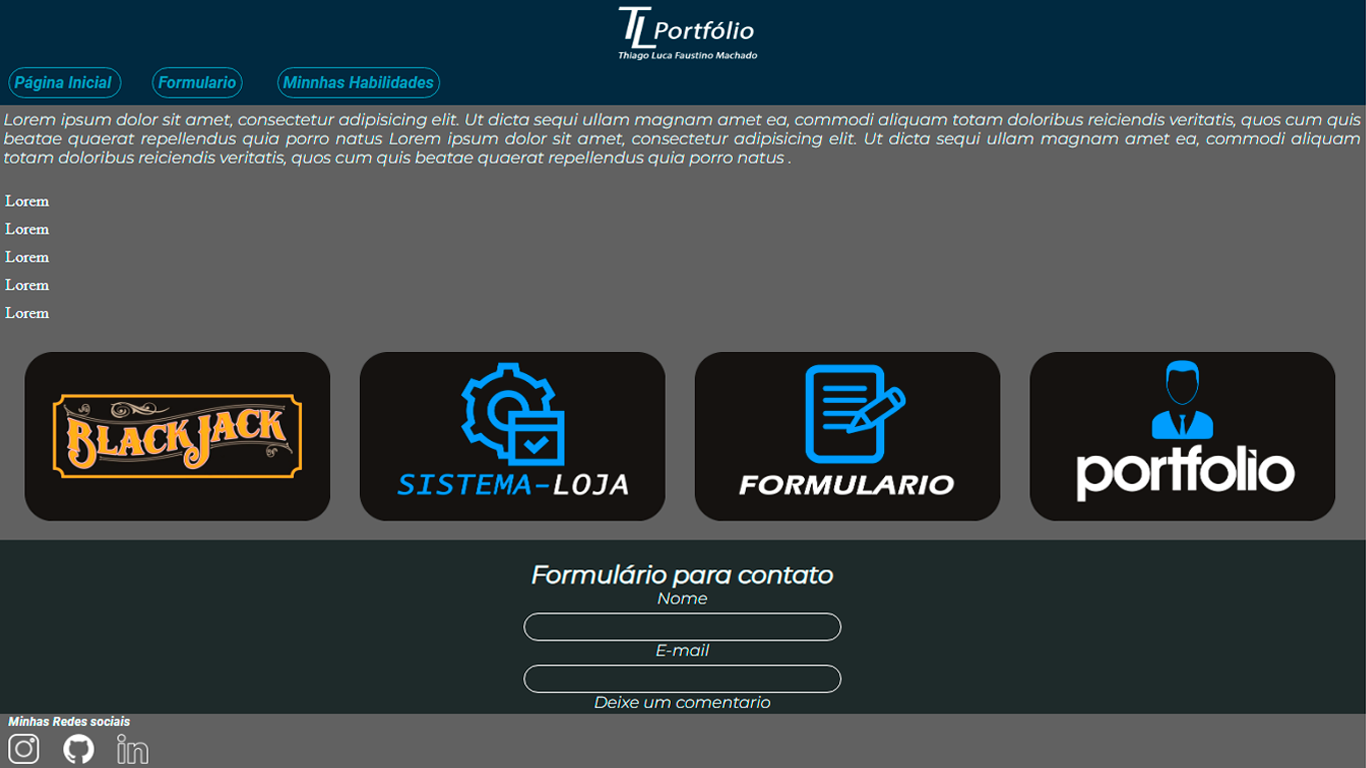 TL Portfólio
Thiago Luca Faustino Machado
Página Inicial Formulario Minnhas Habilidades
Lorem ipsum dolor sit amet, consectetur adipisicing elit. Ut dicta sequi ullam magnam amet ea, commodi aliquam totam doloribus reiciendis veritatis, quos cum quis
beatae quaerat repellendus quia porro natus Lorem ipsum dolor sit amet, consectetur adipisicing elit. Ut dicta sequi ullam magnam amet ea, commodi aliquam
totam doloribus reiciendis veritatis, quos cum quis beatae quaerat repellendus quia porro natus .
Lorem
Lorem
Lorem
Lorem
Lorem
BLACKJACK
SISTEMA-LOJA
FORMULARIO
portfolio
Formulário para contato
Nome
E-mail
Deixe um comentario
Minhas Redes sociais
in